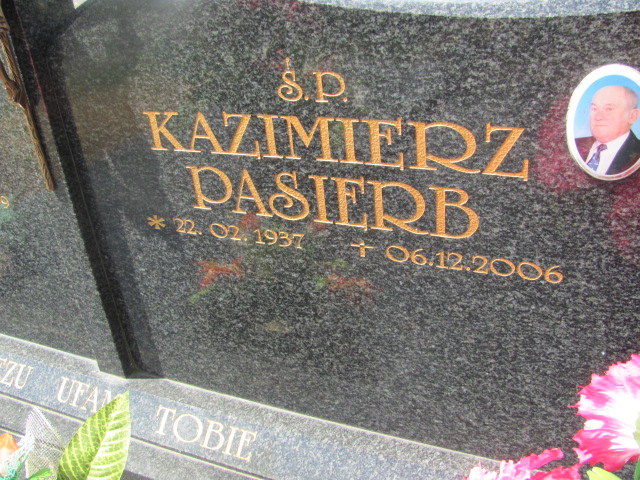 Ś.P.
KAZIMIERZ
PASIERB
* 22. 02. 1937 + 06.12.2006
UFAM TOBIE